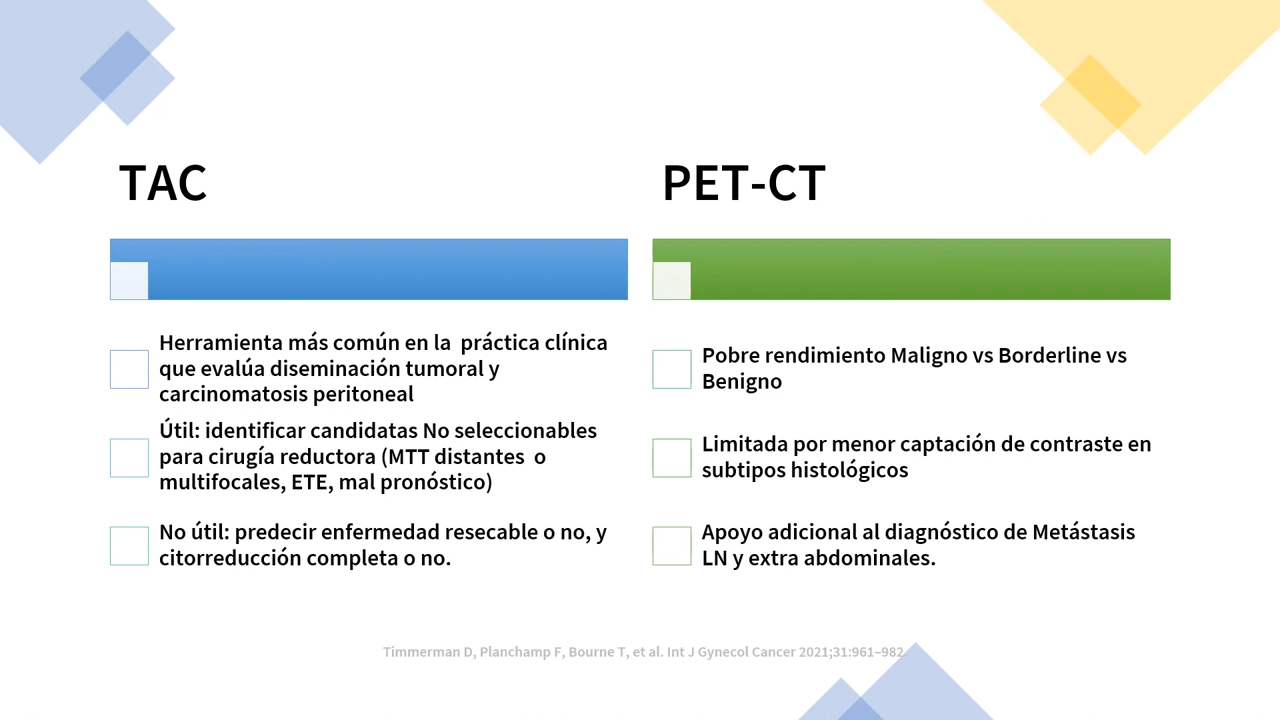 TAC
Herramienta más común en la práctica clínica
que evalúa diseminación tumoral y
carcinomatosis peritoneal
Útil: identificar candidatas No seleccionables
para cirugía reductora (MTT distantes o
multifocales, ETE, mal pronóstico)
No útil: predecir enfermedad resecable o no, y
citorreducción completa o no.
PET-CT
Pobre rendimiento Maligno vs Borderline vs
Benigno
Limitada por menor captación de contraste en
subtipos histológicos
Apoyo adicional al diagnóstico de Metástasis
LN y extra abdominales.
Timmerman D, Planchamp F, Bourne T, et al. Int J Gynecol Cancer 2021;31:961–982.